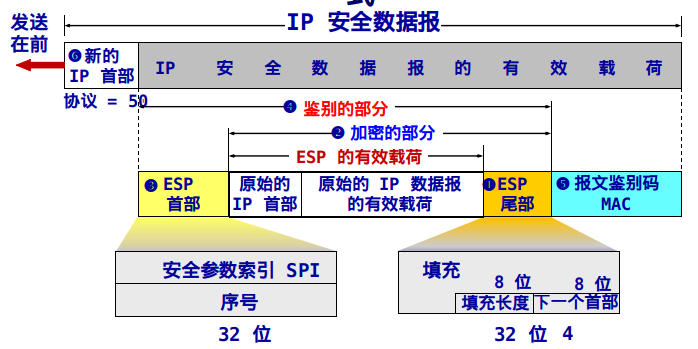 式
发送
在前
IP 安全数据报
❻新的
IP 首部
IP 安 全 数 据 报 的 有 效 载 荷
协议 = 50
❹ 鉴别的部分
❷ 加密的部分
ESP 的有效载荷
❸ ESP
首部
原始的
IP 首部
原始的 IP 数据报
的有效载荷
❶ESP
尾部
❺ 报文鉴别码
MAC
安全参数索引 SPI
序号
32 位
填充
8 位
8 位
填充长度
下一个首部
32 位 4